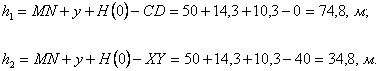 h₁ = MN + y + H(0) − CD = 50 + 14,3 + 10,3 − 0 = 74,8, м;
h₂ = MN + y + H(0) − XY = 50 + 14,3 + 10,3 − 40 = 34,8, м.